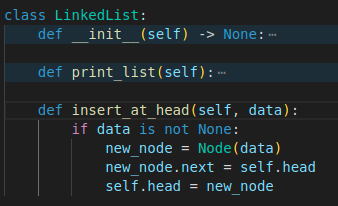 class LinkedList:
    def __init__(self) -> None:⋯
    def print_list(self):⋯
    def insert_at_head(self, data):
        if data is not None:
            new_node = Node(data)
            new_node.next = self.head
            self.head = new_node